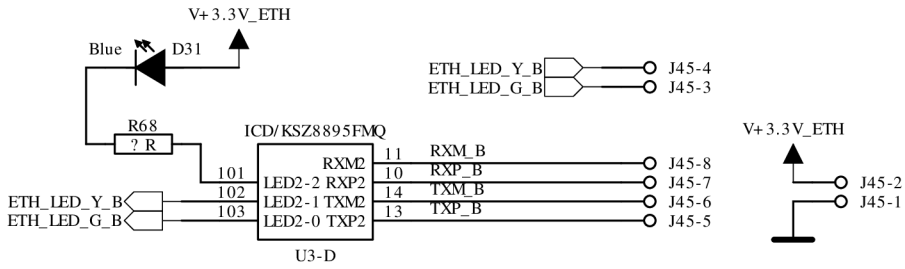 V+3.3V_ETH
Blue
D31
ETH_LED_Y_B
J45-4
ETH_LED_G_B
J45-3
R68
? R
ICD/KSZ8895FMQ
V+3.3V_ETH
RXM2
11
RXM_B
J45-8
101
LED2-2
RXP2
10
RXP_B
J45-7
J45-2
ETH_LED_Y_B
102
LED2-1
TXM2
14
TXM_B
J45-6
J45-1
ETH_LED_G_B
103
LED2-0
TXP2
13
TXP_B
J45-5
U3-D